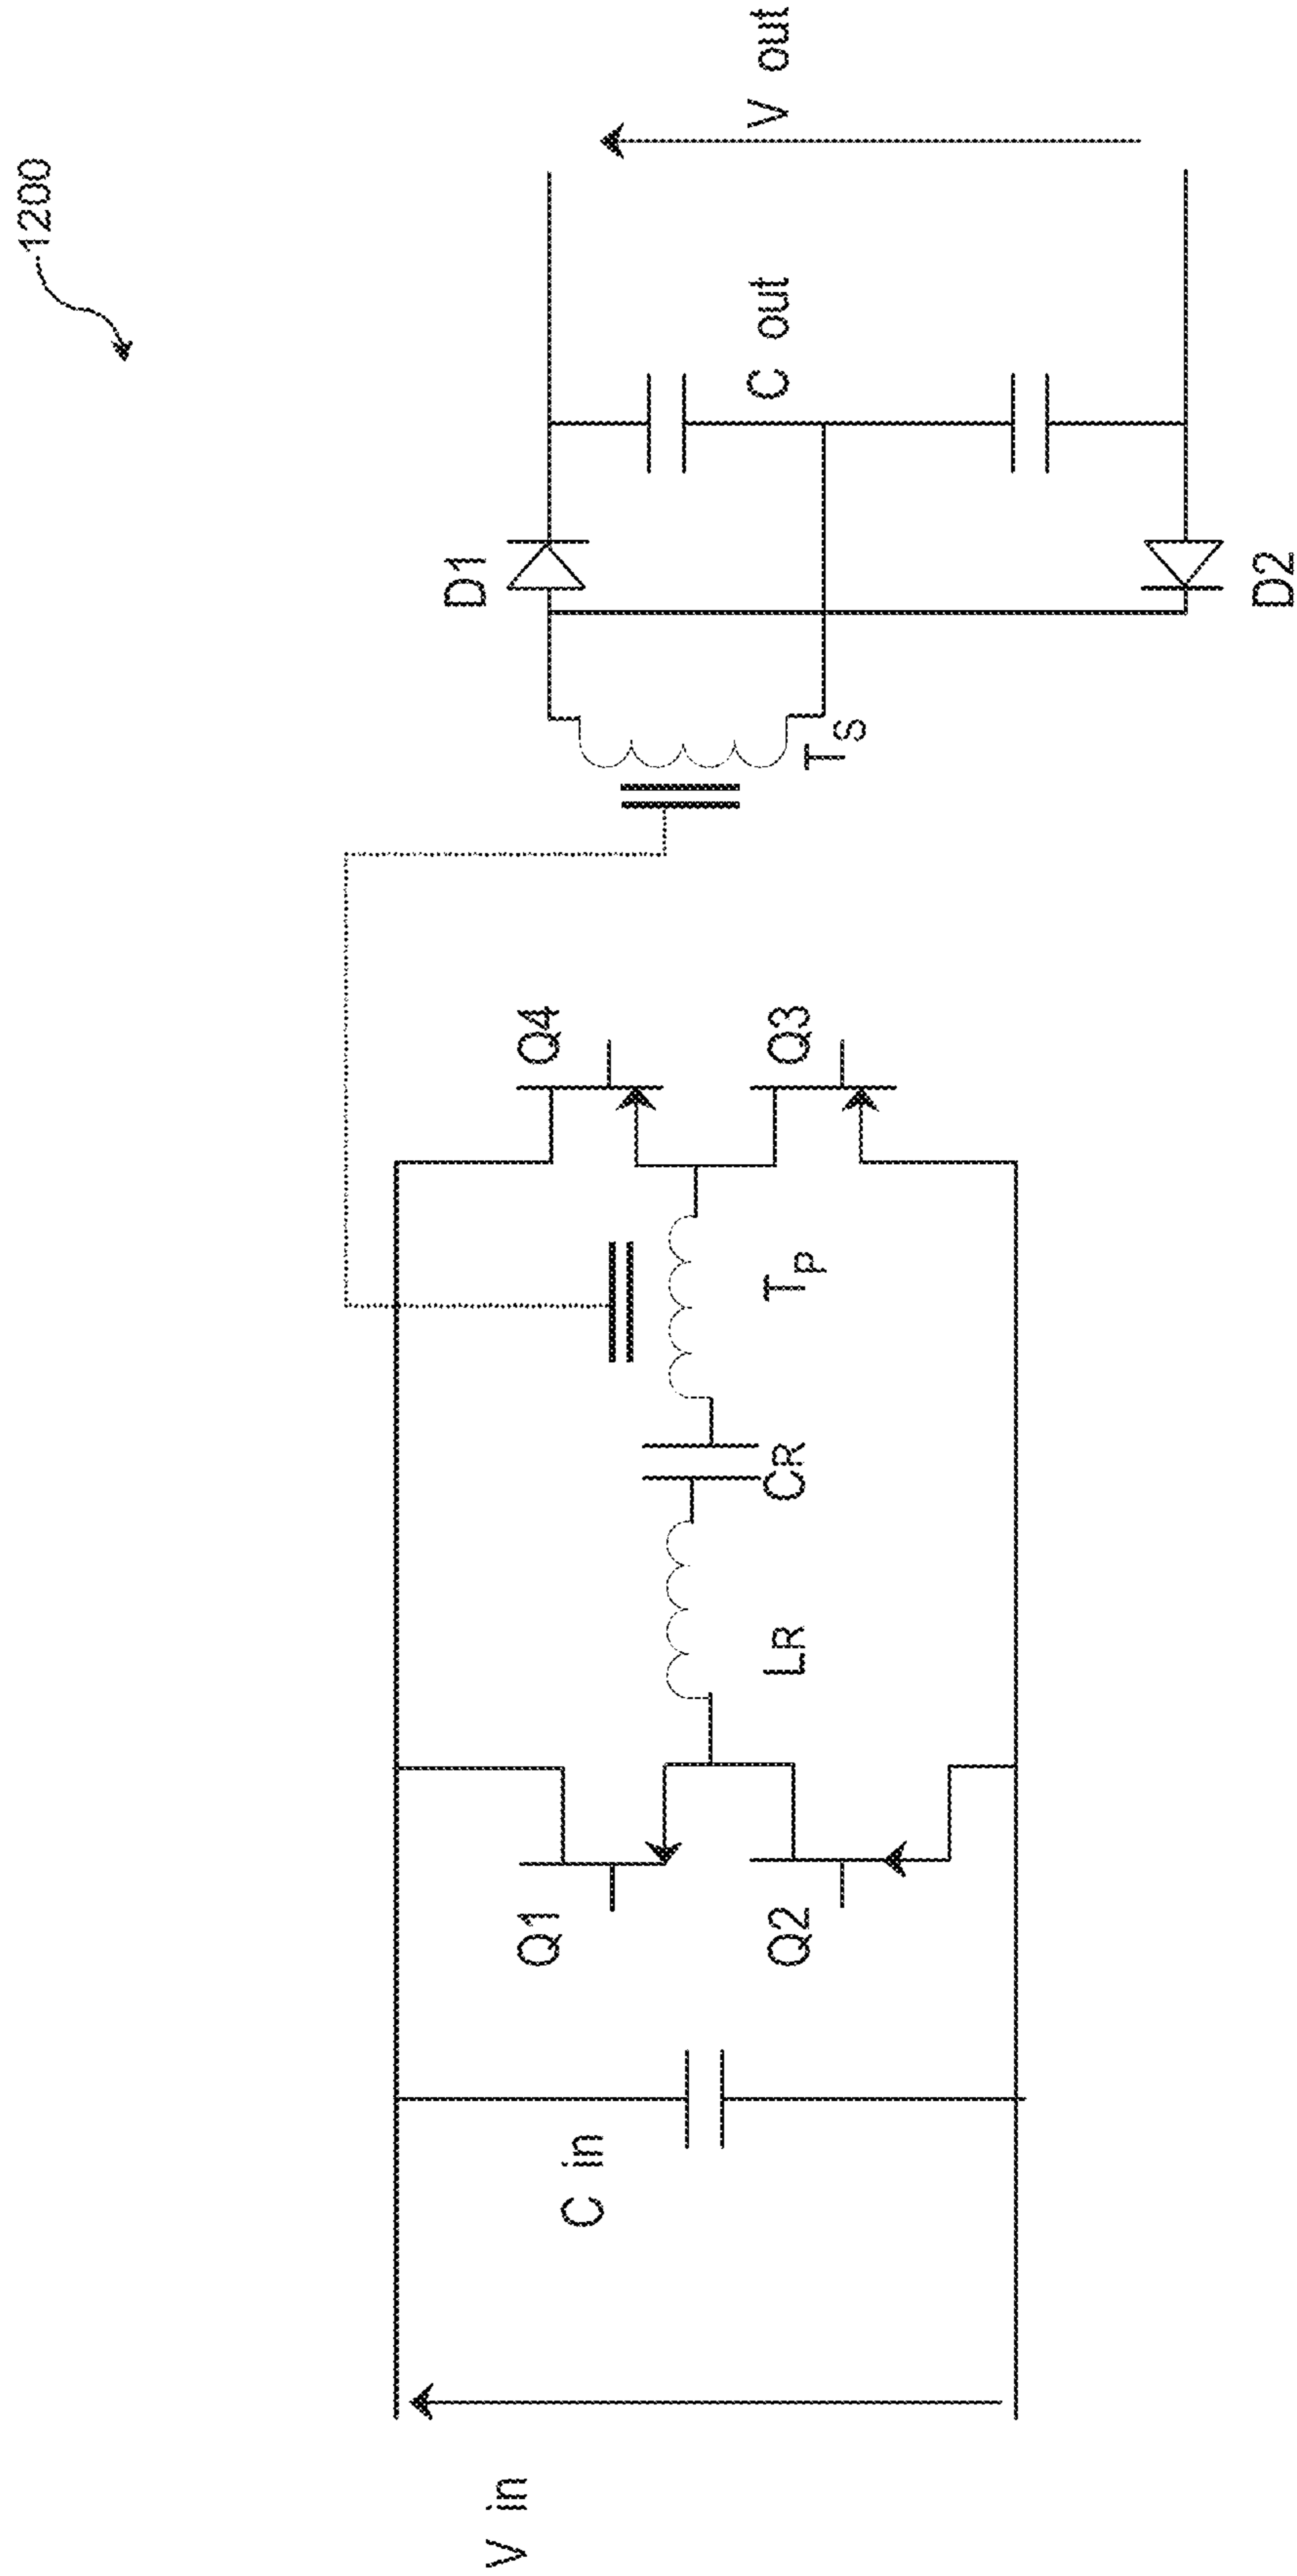 1200
V in
C in
Q1
Q2
LR
CR
TP
Q4
Q3
TS
D1
D2
C out
V out